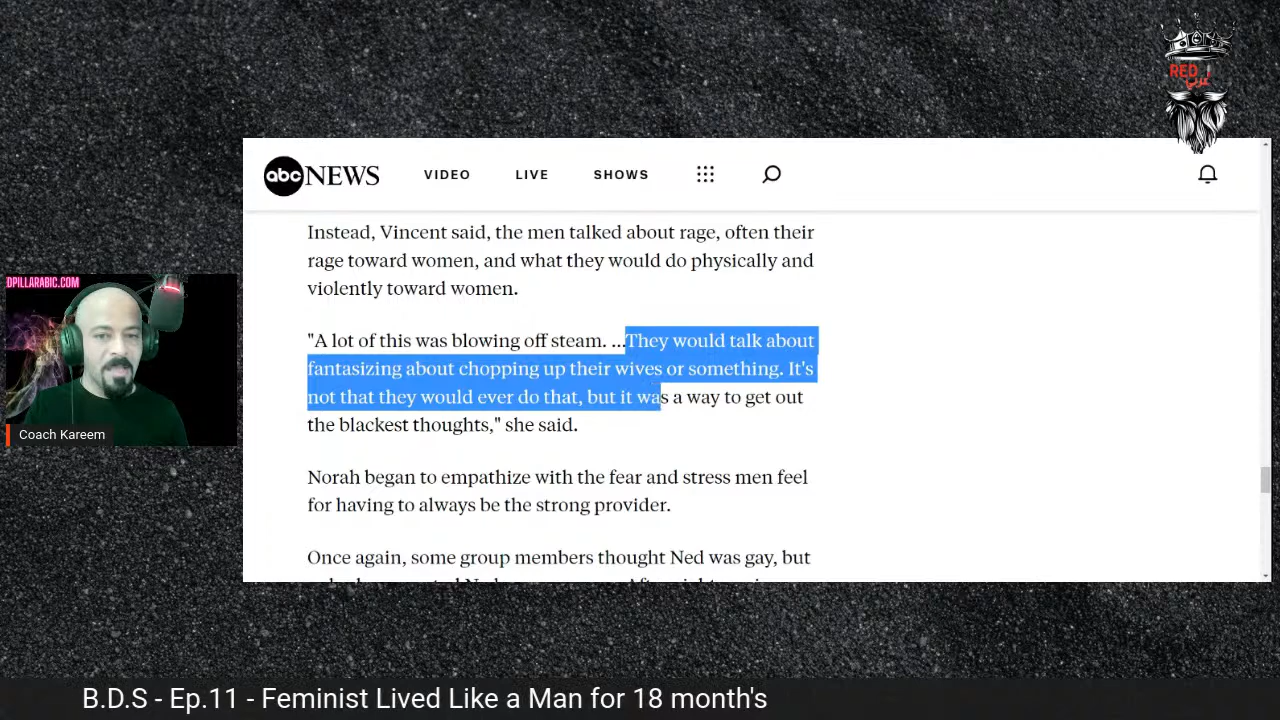 RED
abc NEWS
VIDEO
LIVE
SHOWS
Instead, Vincent said, the men talked about rage, often their
rage toward women, and what they would do physically and
violently toward women.
"A lot of this was blowing off steam. ...They would talk about
fantasizing about chopping up their wives or something. It's
not that they would ever do that, but it was a way to get out
the blackest thoughts," she said.
Norah began to empathize with the fear and stress men feel
for having to always be the strong provider.
Once again, some group members thought Ned was gay, but
DPILLARABIC.COM
Coach Kareem
B.D.S - Ep.11 - Feminist Lived Like a Man for 18 month's